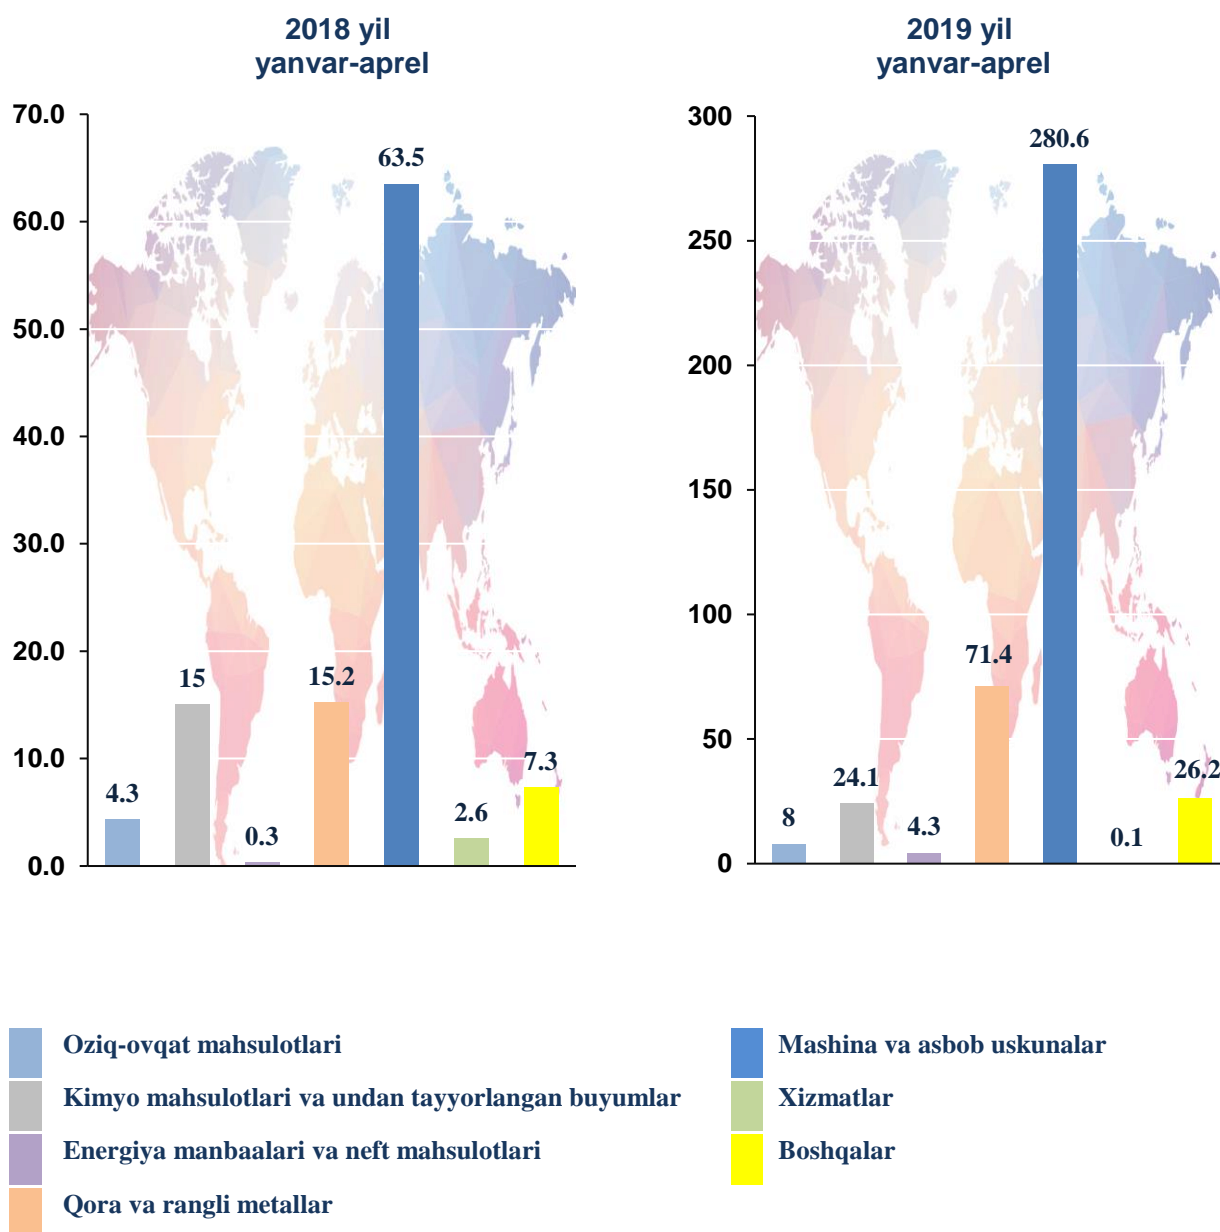 2018 yil
yanvar-aprel
70.0
60.0
50.0
40.0
30.0
20.0
10.0
0.0
4.3
15
0.3
15.2
63.5
2.6
7.3
2019 yil
yanvar-aprel
300
250
200
150
100
50
0
8
24.1
4.3
71.4
280.6
0.1
26.2
Oziq-ovqat mahsulotlari
Kimyo mahsulotlari va undan tayyorlangan buyumlar
Energiya manbaalari va neft mahsulotlari
Qora va rangli metallar
Mashina va asbob uskunalar
Xizmatlar
Boshqalar